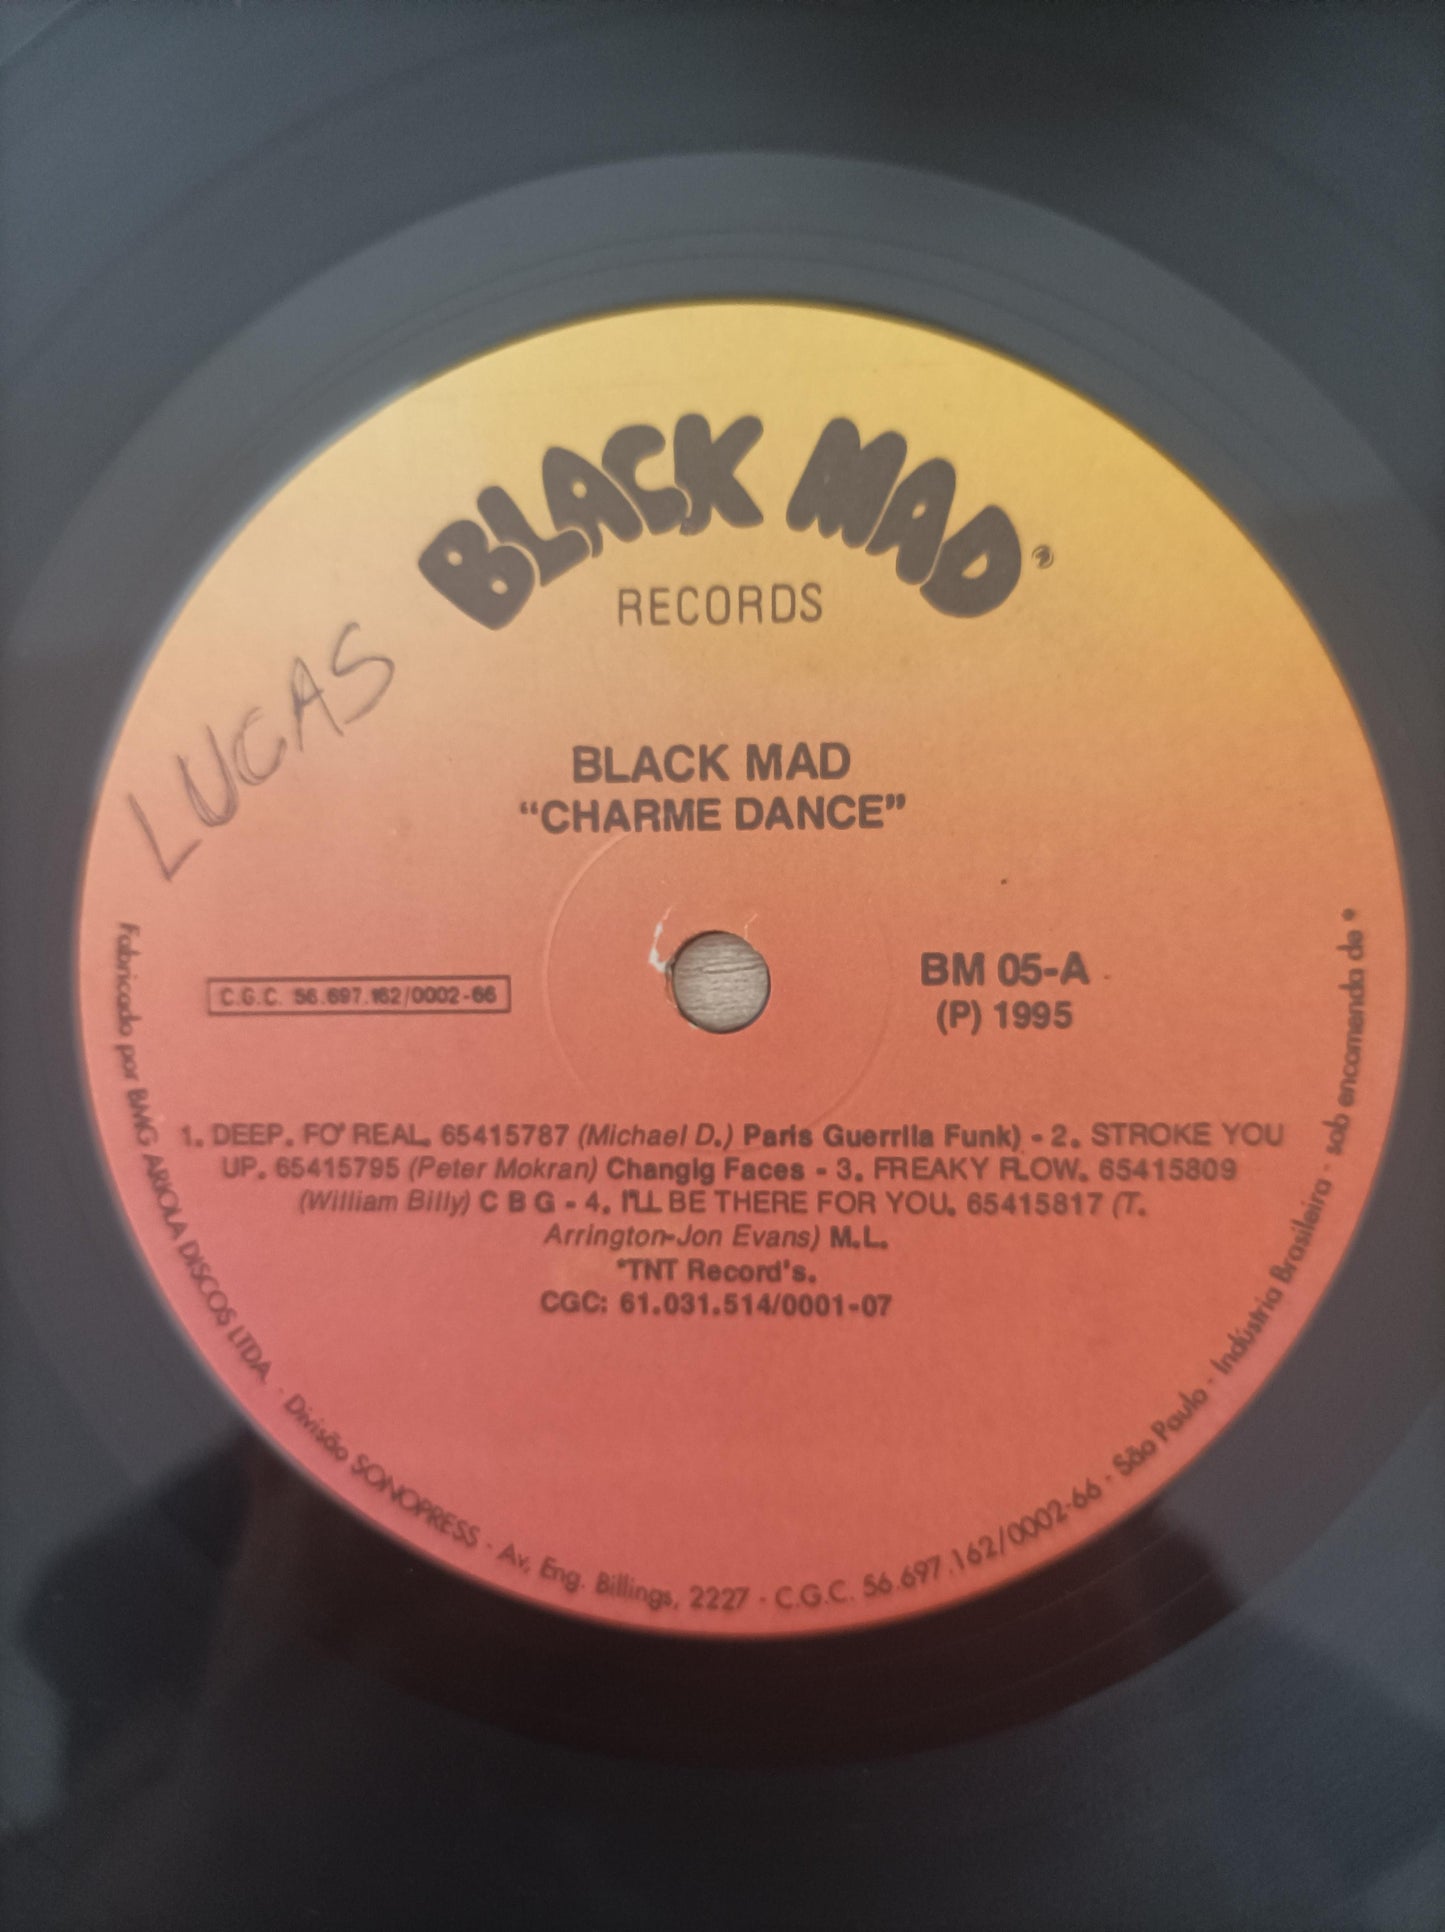 BLACK MAD
RECORDS
LUCAS
BLACK MAD
"CHARME DANCE"
C.G.C. 56.697.162/0002-66
BM 05-A
(P) 1995
1. DEEP. FO' REAL. 65415787 (Michael D.) Paris Guerrila Funk) - 2. STROKE YOU
UP. 65415795 (Peter Mokran) Changig Faces - 3. FREAKY FLOW. 65415809
(William Billy) C B G - 4. I'LL BE THERE FOR YOU. 65415817 (T.
Arrington-Jon Evans) M.L.
*TNT Record's.
CGC: 61.031.514/0001-07
Fabricado por BMG ARIOLA DISCOS LTDA. - Divisão SONOPRESS - Av. Eng. Billings, 2227 - C.G.C. 56.697.162/0002-66 - São Paulo - Indústria Brasileira - sob encomenda de *